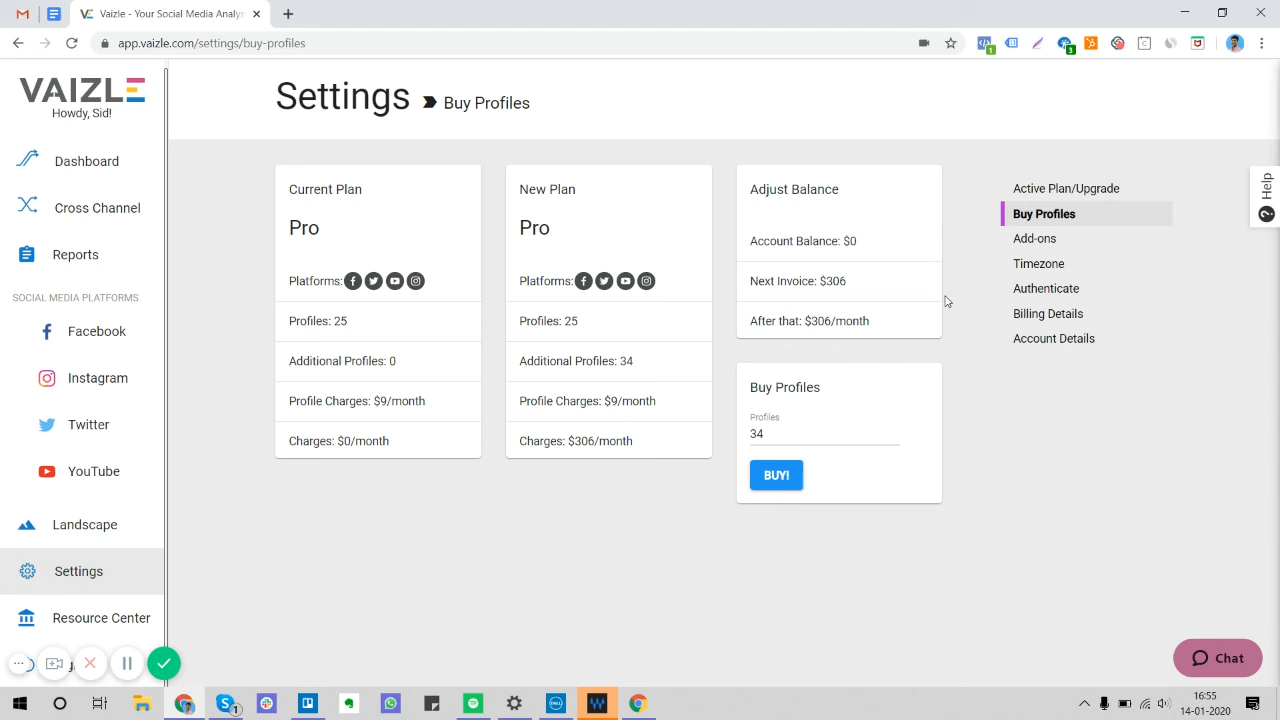 Vaizle - Your Social Media Analys
app.vaizle.com/settings/buy-profiles
1
3
VAIZLE
Howdy, Sid!
Dashboard
Cross Channel
Reports
SOCIAL MEDIA PLATFORMS
Facebook
Instagram
Twitter
YouTube
Landscape
Settings
Resource Center
Settings Buy Profiles
Current Plan
Pro
Platforms:
Profiles: 25
Additional Profiles: 0
Profile Charges: $9/month
Charges: $0/month
New Plan
Pro
Platforms:
Profiles: 25
Additional Profiles: 34
Profile Charges: $9/month
Charges: $306/month
Adjust Balance
Account Balance: $0
Next Invoice: $306
After that: $306/month
Buy Profiles
Profiles
34
BUY!
Active Plan/Upgrade
Buy Profiles
Add-ons
Timezone
Authenticate
Billing Details
Account Details
Help
Chat
1
DELL
16:55
14-01-2020